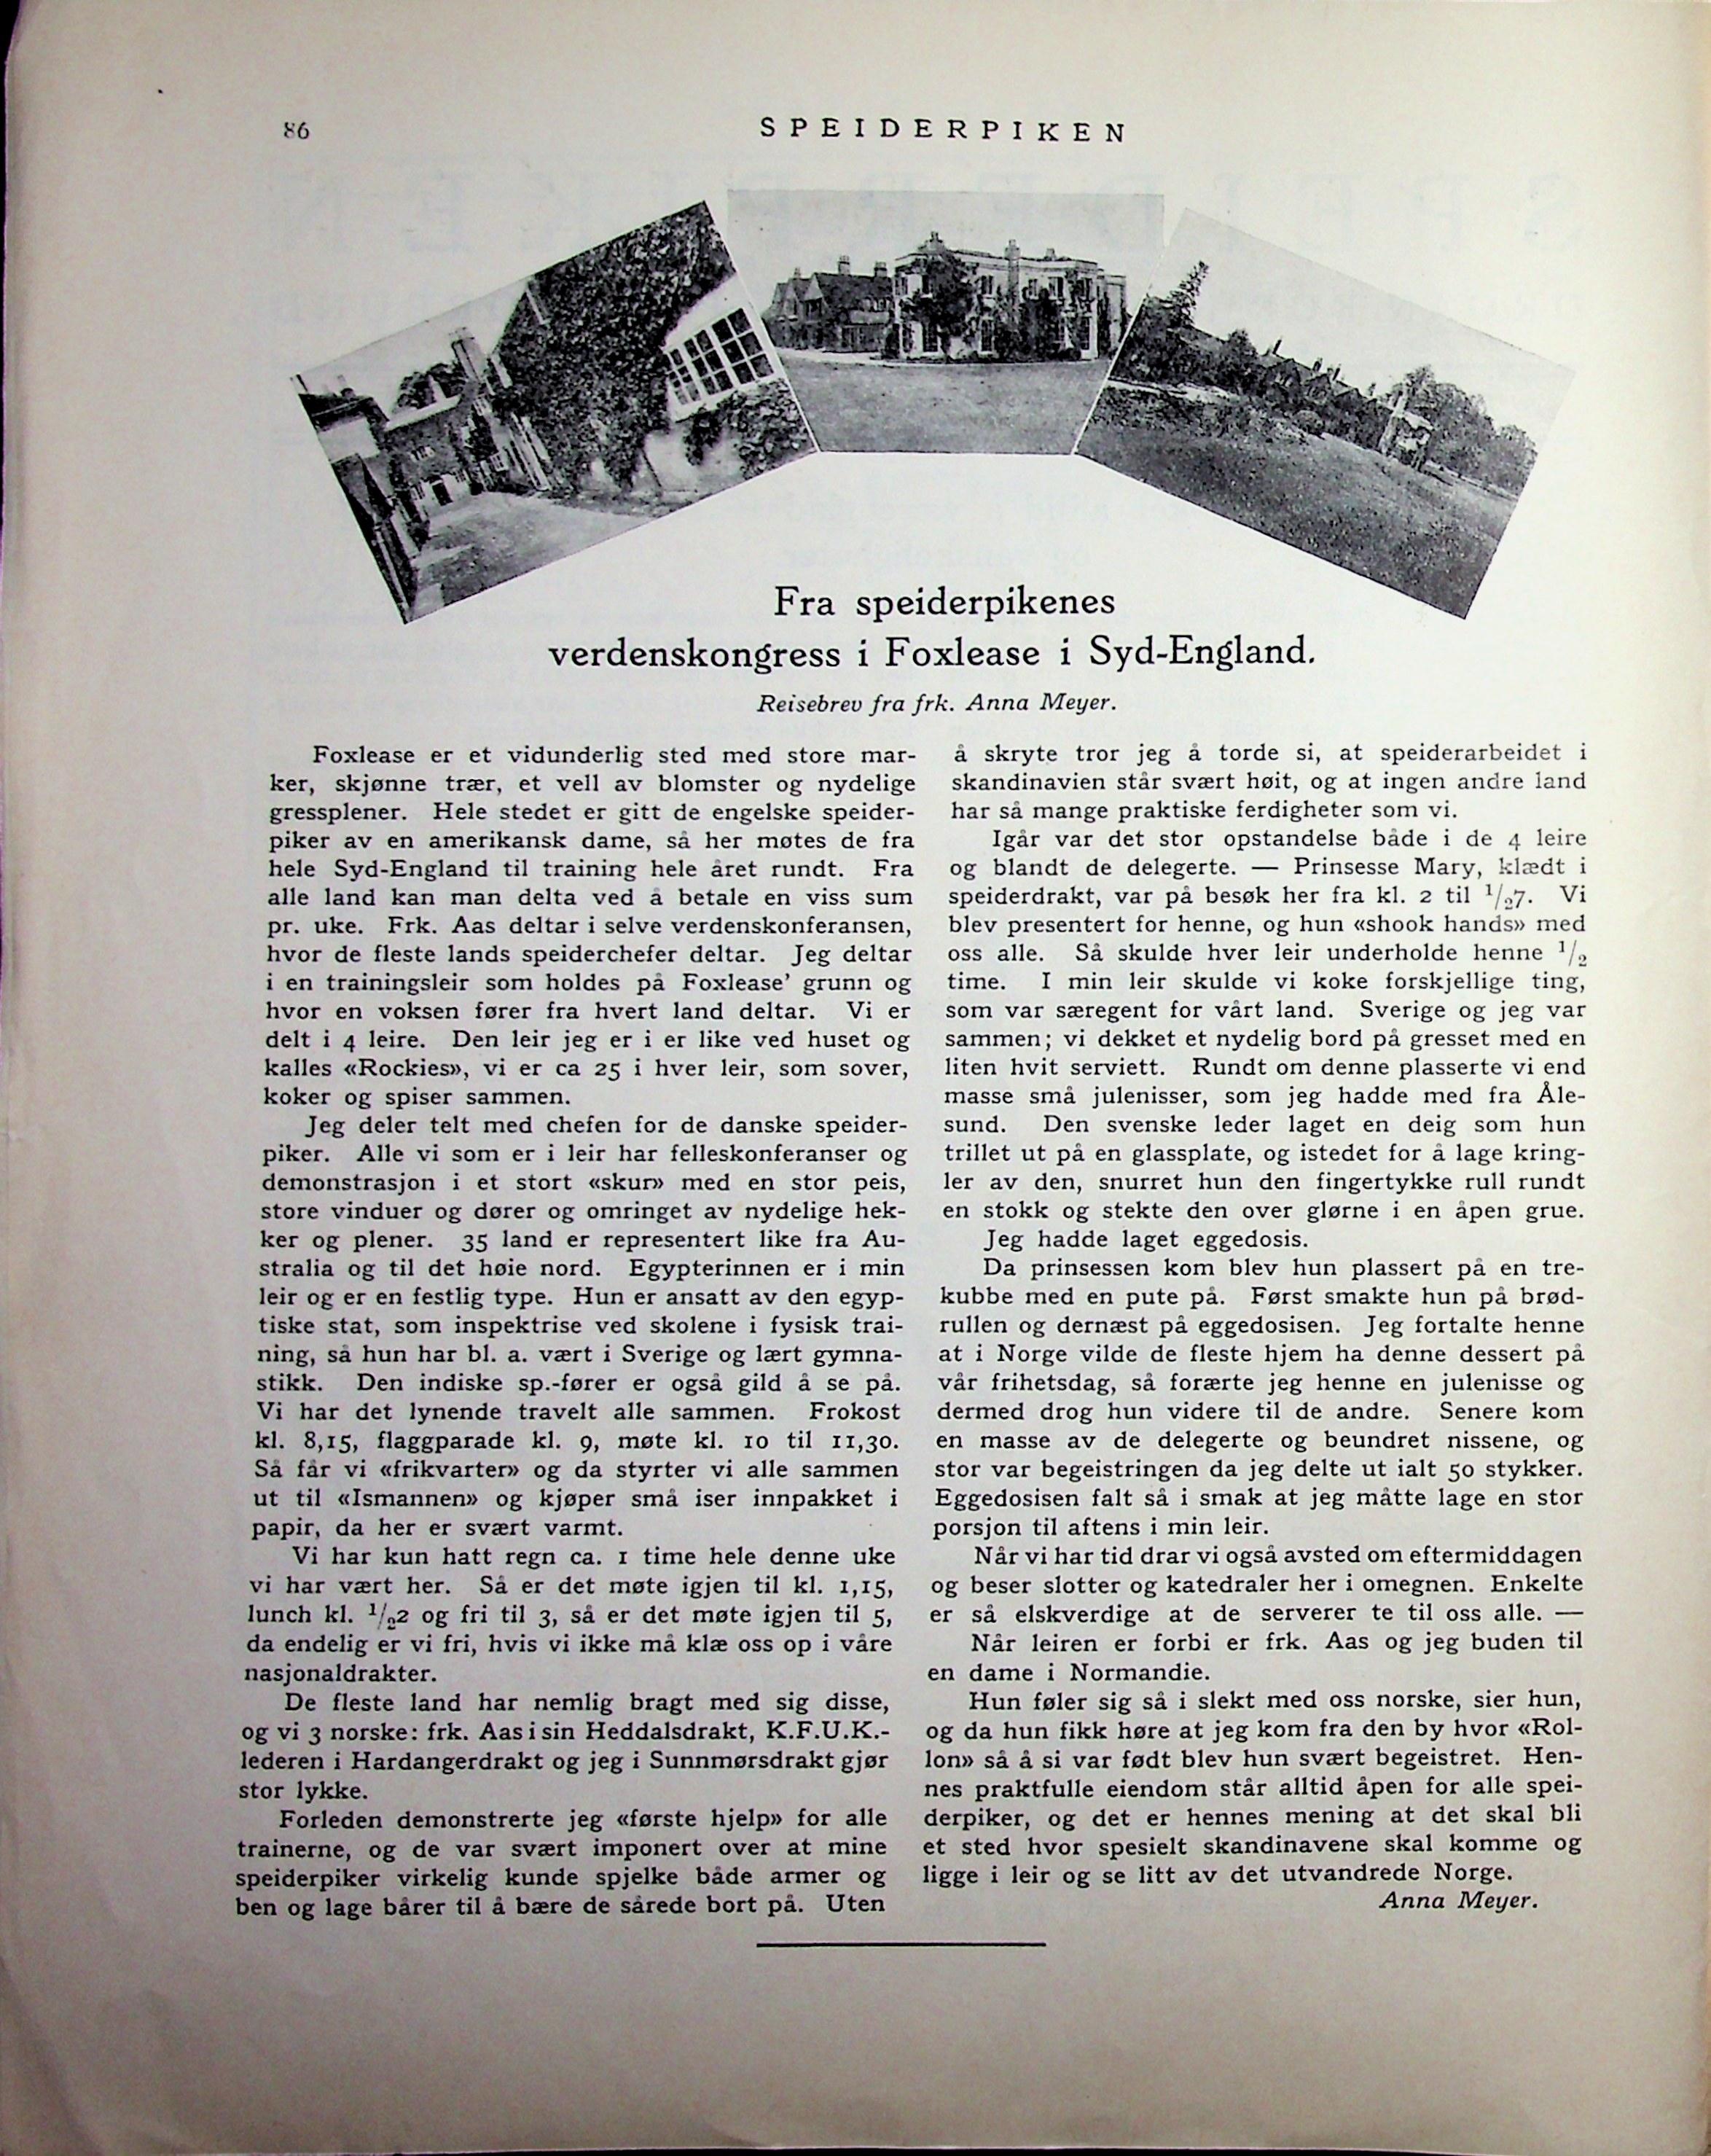 86
SPEIDERPIKEN
Fra speiderpikenes
verdenskongress i Foxlease i Syd-England.
Reisebrev fra frk. Anna Meyer.
Foxlease er et vidunderlig sted med store mar-
ker, skjønne trær, et vell av blomster og nydelige
gressplener. Hele stedet er gitt de engelske speider-
piker av en amerikansk dame, så her møtes de fra
hele Syd-England til training hele året rundt. Fra
alle land kan man delta ved å betale en viss sum
pr. uke. Frk. Aas deltar i selve verdenskonferansen,
hvor de fleste lands speiderchefer deltar. Jeg deltar
i en trainingsleir som holdes på Foxlease' grunn og
hvor en voksen fører fra hvert land deltar. Vi er
delt i 4 leire. Den leir jeg er i er like ved huset og
kalles «Rockies», vi er ca 25 i hver leir, som sover,
koker og spiser sammen.
Jeg deler telt med chefen for de danske speider-
piker. Alle vi som er i leir har felleskonferanser og
demonstrasjon i et stort «skur» med en stor peis,
store vinduer og dører og omringet av nydelige hek-
ker og plener. 35 land er representert like fra Au-
stralia og til det høie nord. Egypterinnen er i min
leir og er en festlig type. Hun er ansatt av den egyp-
tiske stat, som inspektrise ved skolene i fysisk trai-
ning, så hun har bl. a. vært i Sverige og lært gymna-
stikk. Den indiske sp.-fører er også gild å se på.
Vi har det lynende travelt alle sammen. Frokost
kl. 8,15, flaggparade kl. 9, møte kl. 10 til 11,30.
Så får vi «frikvarter» og da styrter vi alle sammen
ut til «Ismannen» og kjøper små iser innpakket i
papir, da her er svært varmt.
Vi har kun hatt regn ca. 1 time hele denne uke
vi har vært her. Så er det møte igjen til kl. 1,15,
lunch kl. 1/2 2 og fri til 3, så er det møte igjen til 5,
da endelig er vi fri, hvis vi ikke må klæ oss op i våre
nasjonaldrakter.
De fleste land har nemlig bragt med sig disse,
og vi 3 norske: frk. Aas i sin Heddalsdrakt, K.F.U.K.-
lederen i Hardangerdrakt og jeg i Sunnmørsdrakt gjør
stor lykke.
Forleden demonstrerte jeg «første hjelp» for alle
trainerne, og de var svært imponert over at mine
speiderpiker virkelig kunde spjelke både armer og
ben og lage bårer til å bære de sårede bort på. Uten
å skryte tror jeg å torde si, at speiderarbeidet i
skandinavien står svært høit, og at ingen andre land
har så mange praktiske ferdigheter som vi.
Igår var det stor opstandelse både i de 4 leire
og blandt de delegerte. — Prinsesse Mary, klædt i
speiderdrakt, var på besøk her fra kl. 2 til 1/2 7. Vi
blev presentert for henne, og hun «shook hands» med
oss alle. Så skulde hver leir underholde henne 1/2
time. I min leir skulde vi koke forskjellige ting,
som var særegent for vårt land. Sverige og jeg var
sammen; vi dekket et nydelig bord på gresset med en
liten hvit serviett. Rundt om denne plasserte vi end
masse små julenisser, som jeg hadde med fra Åle-
sund. Den svenske leder laget en deig som hun
trillet ut på en glassplate, og istedet for å lage kring-
ler av den, snurret hun den fingertykke rull rundt
en stokk og stekte den over glørne i en åpen grue.
Jeg hadde laget eggedosis.
Da prinsessen kom blev hun plassert på en tre-
kubbe med en pute på. Først smakte hun på brød-
rullen og dernæst på eggedosisen. Jeg fortalte henne
at i Norge vilde de fleste hjem ha denne dessert på
vår frihetsdag, så forærte jeg henne en julenisse og
dermed drog hun videre til de andre. Senere kom
en masse av de delegerte og beundret nissene, og
stor var begeistringen da jeg delte ut ialt 50 stykker.
Eggedosisen falt så i smak at jeg måtte lage en stor
porsjon til aftens i min leir.
Når vi har tid drar vi også avsted om eftermiddagen
og beser slotter og katedraler her i omegnen. Enkelte
er så elskverdige at de serverer te til oss alle. —
Når leiren er forbi er frk. Aas og jeg buden til
en dame i Normandie.
Hun føler sig så i slekt med oss norske, sier hun,
og da hun fikk høre at jeg kom fra den by hvor «Rol-
lon» så å si var født blev hun svært begeistret. Hen-
nes praktfulle eiendom står alltid åpen for alle spei-
derpiker, og det er hennes mening at det skal bli
et sted hvor spesielt skandinavene skal komme og
ligge i leir og se litt av det utvandrede Norge.
Anna Meyer.